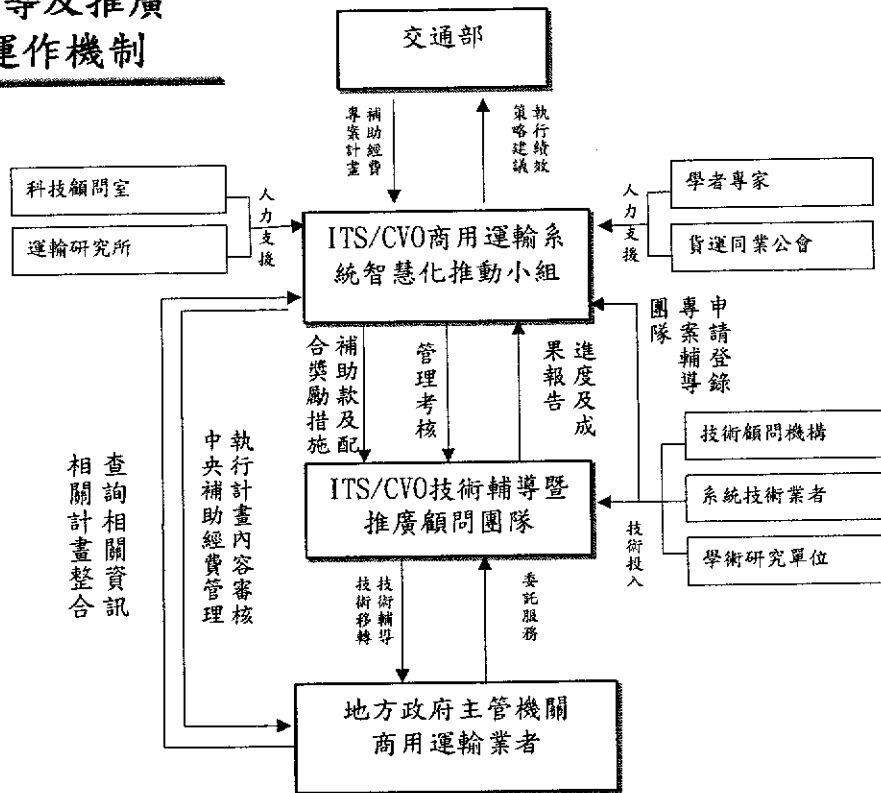 等及推廣
運作機制
交通部
專案計畫
補助經費
策略建議
執行績效
科技顧問室
運輸研究所
人力支援
ITS/CVO商用運輸系
統智慧化推動小組
人力支援
學者專家
貨運同業公會
補助款及配
合獎勵措施
管理考核
進度及成
果報告
申請登錄
專案輔導
團隊
查詢相關資訊
相關計畫整合
執行計畫內容審核
中央補助經費管理
ITS/CVO技術輔導暨
推廣顧問團隊
技術投入
技術顧問機構
系統技術業者
學術研究單位
技術輔導
技術移轉
委託服務
地方政府主管機關
商用運輸業者